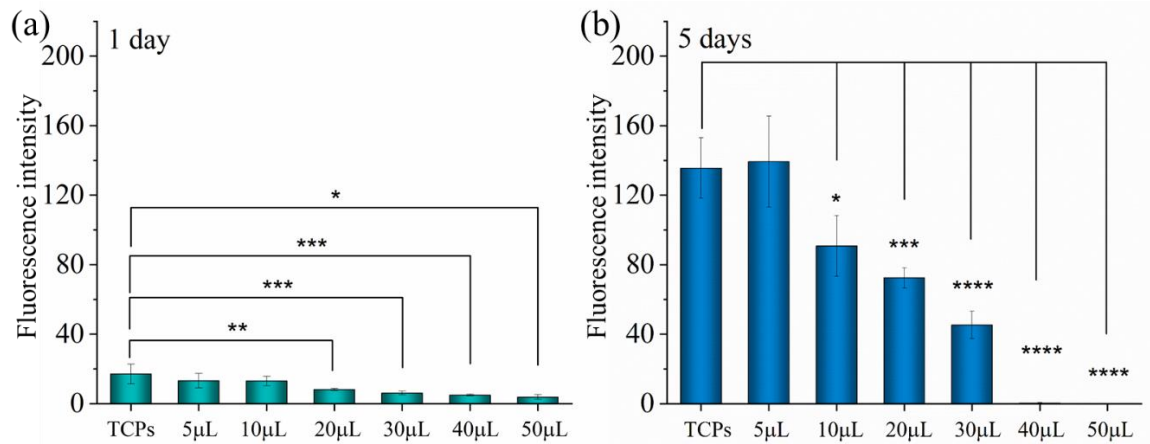 (a)
1 day
Fluorescence intensity
200
160
120
80
40
0
*
***
***
**
TCPs 5μL 10μL 20μL 30μL 40μL 50μL
(b)
5 days
Fluorescence intensity
200
160
120
80
40
0
*
***
****
****
****
TCPs 5μL 10μL 20μL 30μL 40μL 50μL